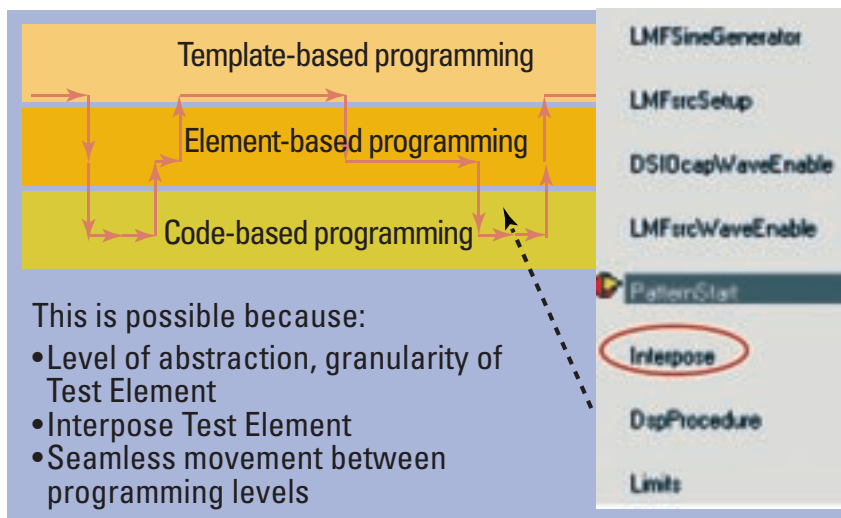 Template-based programming
Element-based programming
Code-based programming
This is possible because:
•Level of abstraction, granularity of
Test Element
•Interpose Test Element
•Seamless movement between
programming levels
LMFSineGenerator
LMFsrcSetup
DSIOcapWaveEnable
LMFsrcWaveEnable
PatternStart
Interpose
DspProcedure
Limits